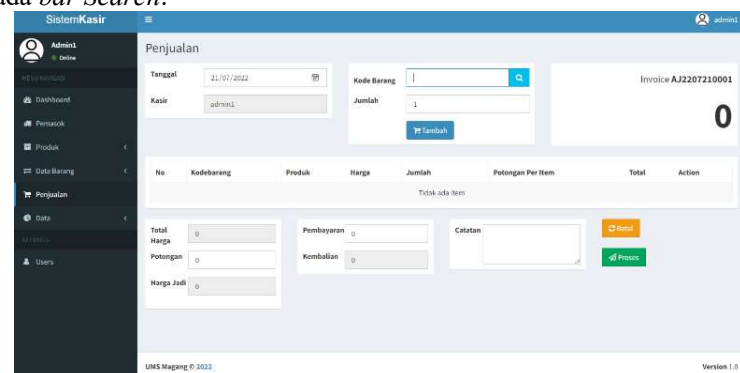 ada bar Search.
SistemKasir
admin1
Admin1
Online
MENU NAVIGASI
Dashboard
Pemasok
Produk
Data Barang
Penjualan
Data
SETTINGS
Users
Penjualan
Tanggal 21/07/2022
Kasir admin1
Kode Barang
Jumlah 1
Tambah
Invoice AJ2207210001
0
No Kodebarang Produk Harga Jumlah Potongan Per Item Total Action
Tidak ada item
Total Harga 0
Potongan 0
Harga Jadi 0
Pembayaran 0
Kembalian 0
Catatan
Batal
Proses
UMS Magang © 2022
Version 1.0